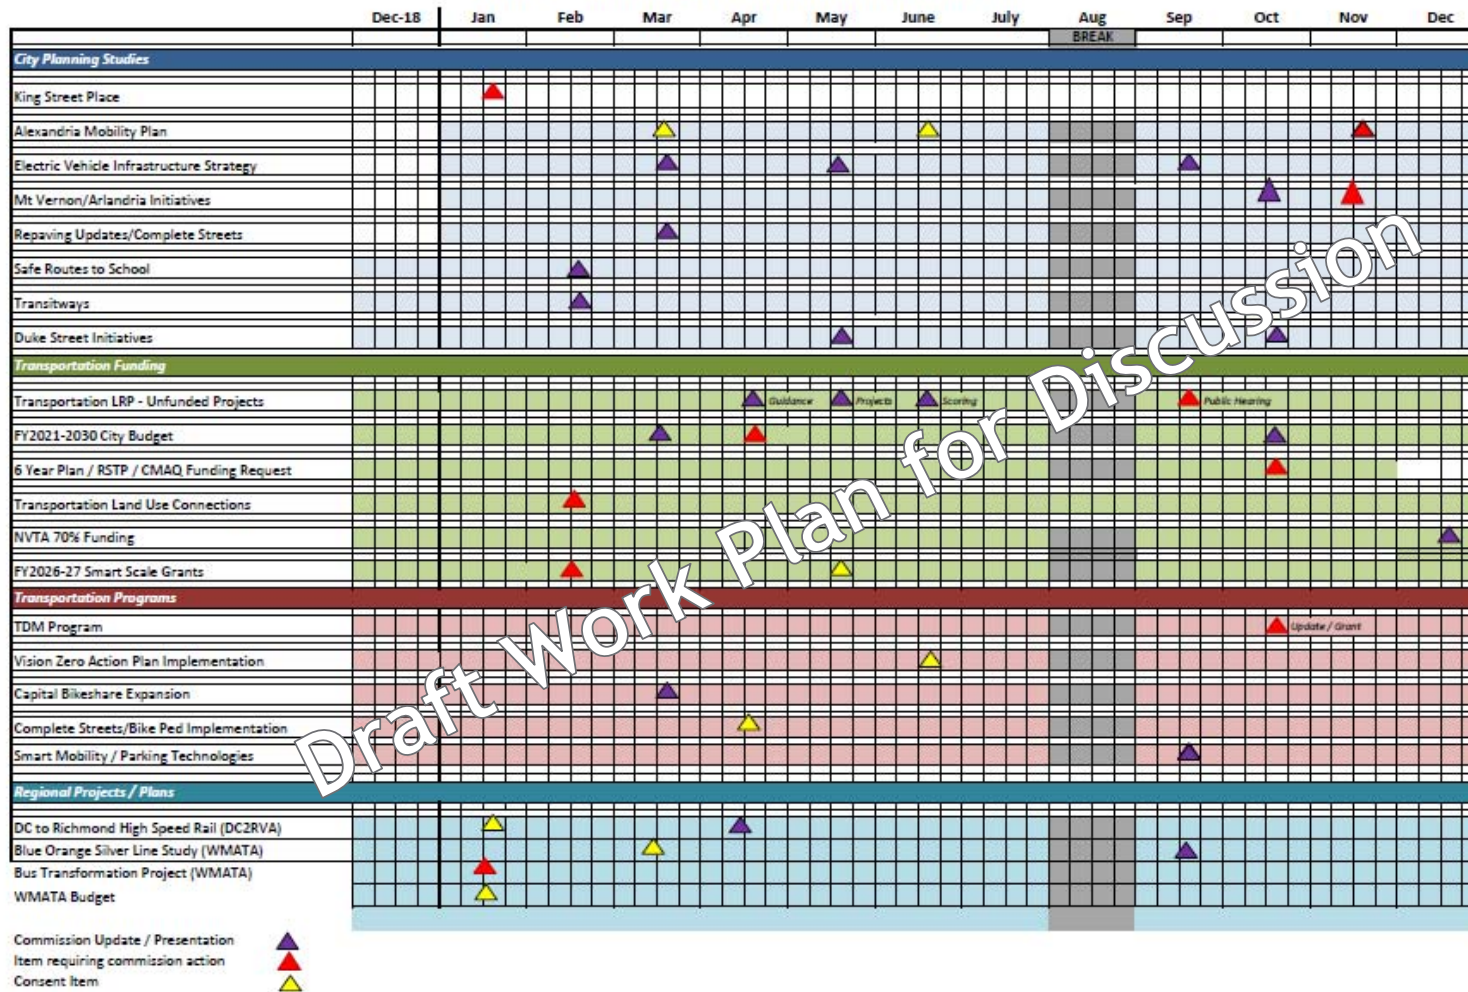 Dec-18 Jan Feb Mar Apr May June July Aug Sep Oct Nov Dec
BREAK
City Planning Studies
King Street Place
Alexandria Mobility Plan
Electric Vehicle Infrastructure Strategy
Mt Vernon/Arlandria Initiatives
Repaving Updates/Complete Streets
Safe Routes to School
Transitways
Duke Street Initiatives
Transportation Funding
Transportation LRP - Unfunded Projects Guidance Projects Scoring Public Hearing
FY2021-2030 City Budget
6 Year Plan / RSTP / CMAQ Funding Request
Transportation Land Use Connections
NVTA 70% Funding
FY2026-27 Smart Scale Grants
Transportation Programs
TDM Program Update / Grant
Vision Zero Action Plan Implementation
Capital Bikeshare Expansion
Complete Streets/Bike Ped Implementation
Smart Mobility / Parking Technologies
Regional Projects / Plans
DC to Richmond High Speed Rail (DC2RVA)
Blue Orange Silver Line Study (WMATA)
Bus Transformation Project (WMATA)
WMATA Budget
Commission Update / Presentation
Item requiring commission action
Consent Item
Draft Work Plan for Discussion